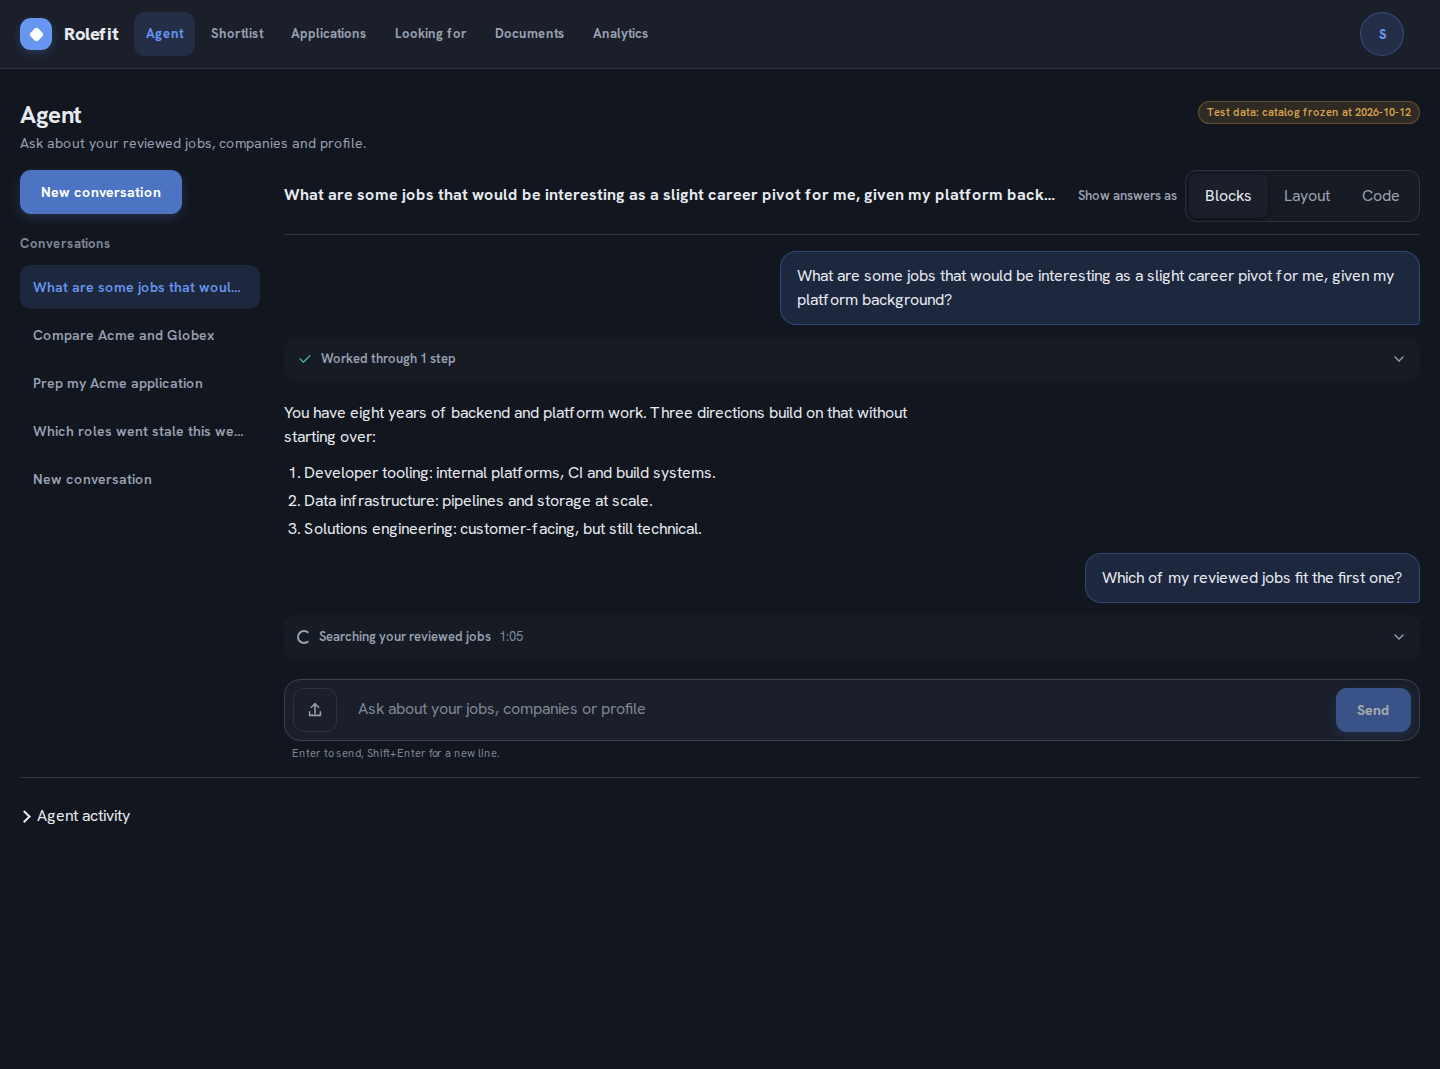 Rolefit
Agent
Shortlist
Applications
Looking for
Documents
Analytics
S
Agent
Test data: catalog frozen at 2026-10-12
Ask about your reviewed jobs, companies and profile.
New conversation
What are some jobs that would be interesting as a slight career pivot for me, given my platform back...
Show answers as
Blocks
Layout
Code
Conversations
What are some jobs that woul...
Compare Acme and Globex
Prep my Acme application
Which roles went stale this we...
New conversation
What are some jobs that would be interesting as a slight career pivot for me, given my
platform background?
Worked through 1 step
You have eight years of backend and platform work. Three directions build on that without
starting over:
1. Developer tooling: internal platforms, CI and build systems.
2. Data infrastructure: pipelines and storage at scale.
3. Solutions engineering: customer-facing, but still technical.
Which of my reviewed jobs fit the first one?
Searching your reviewed jobs 1:05
Ask about your jobs, companies or profile
Send
Enter to send, Shift+Enter for a new line.
Agent activity